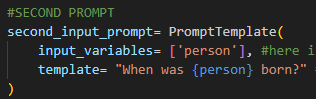 #SECOND PROMPT
second_input_prompt= PromptTemplate(
    input_variables= ['person'], #here i
    template= "When was {person} born?"
)